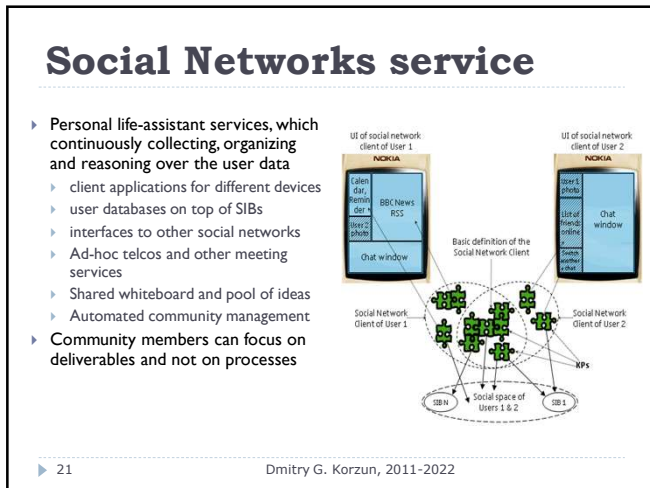 Social Networks service
Personal life-assistant services, which
continuously collecting, organizing
and reasoning over the user data
client applications for different devices
user databases on top of SIBs
interfaces to other social networks
Ad-hoc telcos and other meeting
services
Shared whiteboard and pool of ideas
Automated community management
Community members can focus on
deliverables and not on processes
UI of social network
client of User 1
NOKIA
Calen
dar,
Remin
der
BBC News
RSS
User 2
photo
Chat window
UI of social network
client of User 2
NOKIA
User 1
photo
List of
friends
online
Switch
another
chat
Chat
window
Basic definition of the
Social Network Client
Social Network
Client of User 1
Social Network
Client of User 2
KPs
SIB N
Social space of
Users 1 & 2
SIB 1
21
Dmitry G. Korzun, 2011-2022